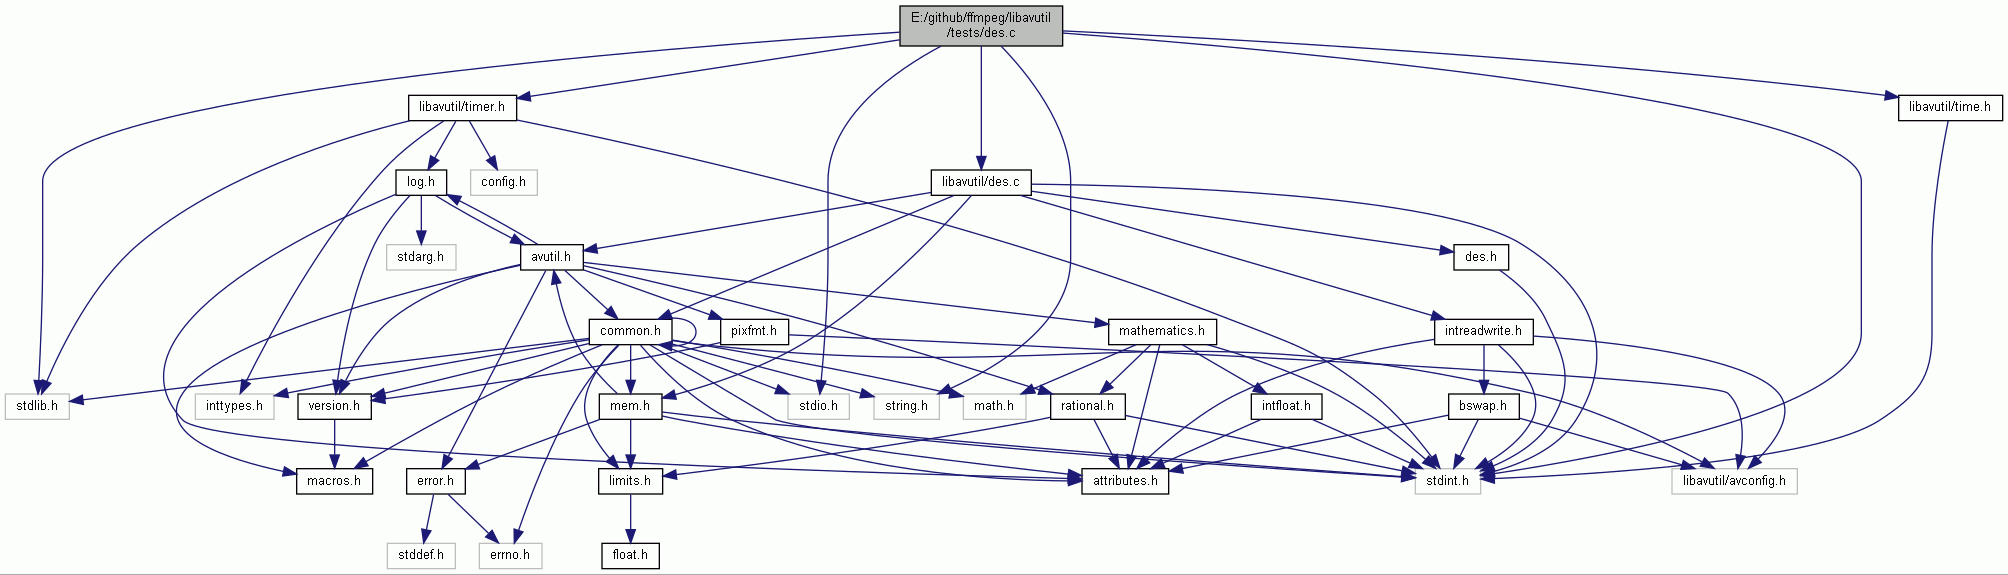 E:/github/ffmpeg/libavutil
/tests/des.c
libavutil/timer.h
libavutil/time.h
log.h
config.h
libavutil/des.c
stdarg.h
avutil.h
des.h
common.h
pixfmt.h
mathematics.h
intreadwrite.h
stdlib.h
inttypes.h
version.h
mem.h
stdio.h
string.h
math.h
rational.h
intfloat.h
bswap.h
macros.h
error.h
limits.h
attributes.h
stdint.h
libavutil/avconfig.h
stddef.h
errno.h
float.h